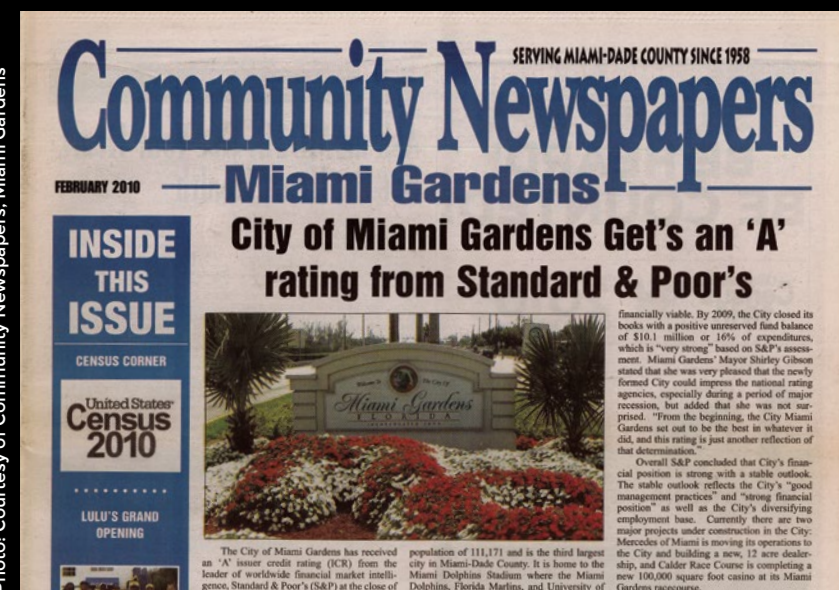 SERVING MIAMI-DADE COUNTY SINCE 1958
Community Newspapers
FEBRUARY 2010
Miami Gardens
INSIDE
THIS
ISSUE
CENSUS CORNER
United States
Census
2010
LULU'S GRAND
OPENING
City of Miami Gardens Get's an 'A'
rating from Standard & Poor's
Welcome To The City Of
Miami Gardens
FLORIDA
The City of Miami Gardens has received
an 'A' issuer credit rating (ICR) from the
leader of worldwide financial market intelli-
gence, Standard & Poor's (S&P) at the close of
population of 111,171 and is the third largest
city in Miami-Dade County. It is home to the
Miami Dolphins Stadium where the Miami
Dolphins, Florida Marlins, and University of
financially viable. By 2009, the City closed its
books with a positive unreserved fund balance
of $10.1 million or 16% of expenditures,
which is "very strong" based on S&P's assess-
ment. Miami Gardens' Mayor Shirley Gibson
stated that she was very pleased that the newly
formed City could impress the national rating
agencies, especially during a period of major
recession, but added that she was not sur-
prised. "From the beginning, the City Miami
Gardens set out to be the best in whatever it
did, and this rating is just another reflection of
that determination."
Overall S&P concluded that City's finan-
cial position is strong with a stable outlook.
The stable outlook reflects the City's "good
management practices" and "strong financial
position" as well as the City's diversifying
employment base. Currently there are two
major projects under construction in the City:
Mercedes of Miami is moving its operations to
the City and building a new, 12 acre dealer-
ship, and Calder Race Course is completing a
new 100,000 square foot casino at its Miami
Gardens racecourse.
Photo: Courtesy of Community Newspapers, Miami Gardens